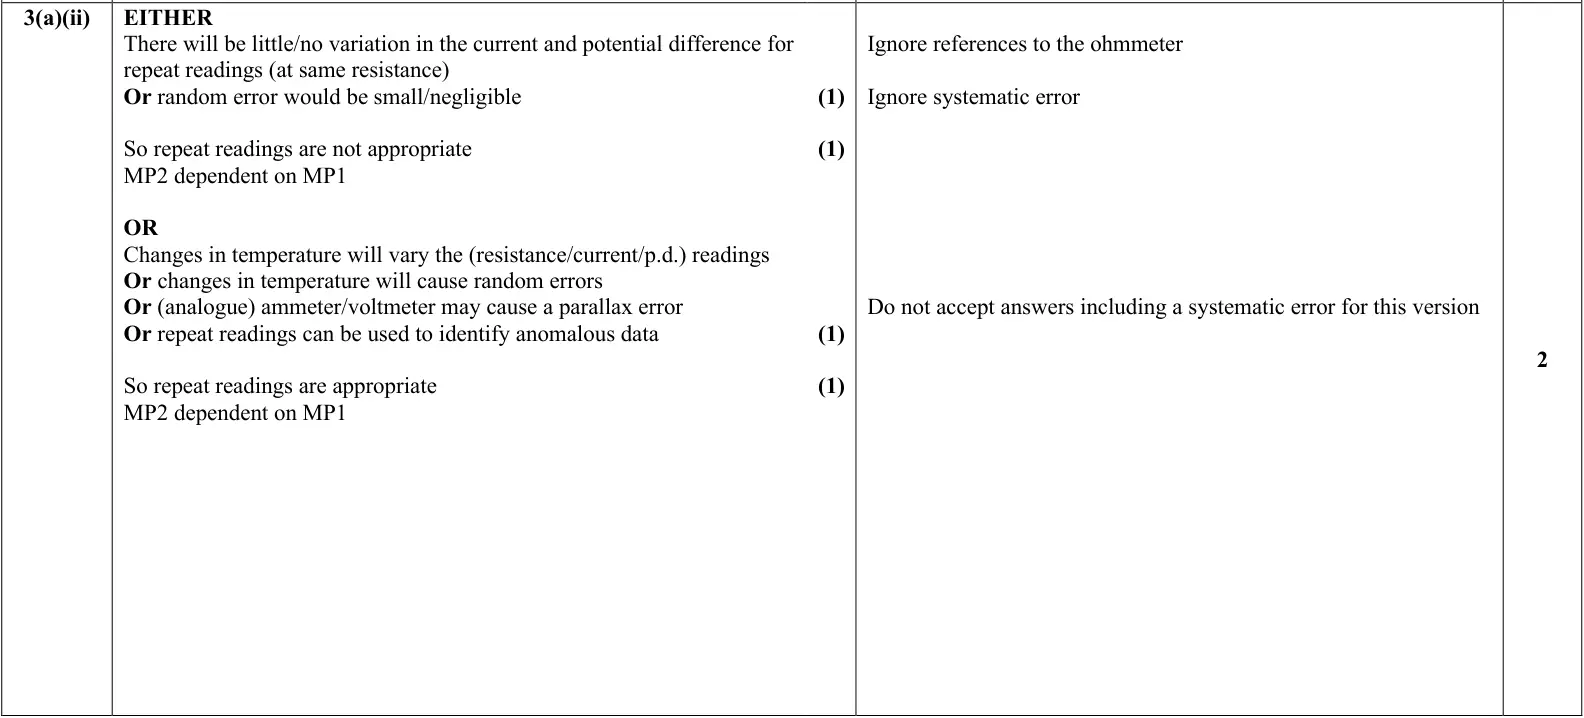 3(a)(ii)
EITHER
There will be little/no variation in the current and potential difference for
repeat readings (at same resistance)
Or random error would be small/negligible (1)
So repeat readings are not appropriate (1)
MP2 dependent on MP1
OR
Changes in temperature will vary the (resistance/current/p.d.) readings
Or changes in temperature will cause random errors
Or (analogue) ammeter/voltmeter may cause a parallax error
Or repeat readings can be used to identify anomalous data (1)
So repeat readings are appropriate (1)
MP2 dependent on MP1
Ignore references to the ohmmeter
Ignore systematic error
Do not accept answers including a systematic error for this version
2